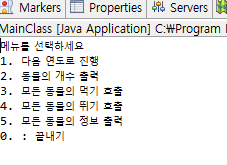 Markers Properties Servers
MainClass [Java Application] C:₩Program
메뉴를 선택하세요
1. 다음 연도로 진행
2. 동물의 개수 출력
3. 모든 동물의 먹기 호출
4. 모든 동물의 뛰기 호출
5. 모든 동물의 정보 출력
0. : 끝내기